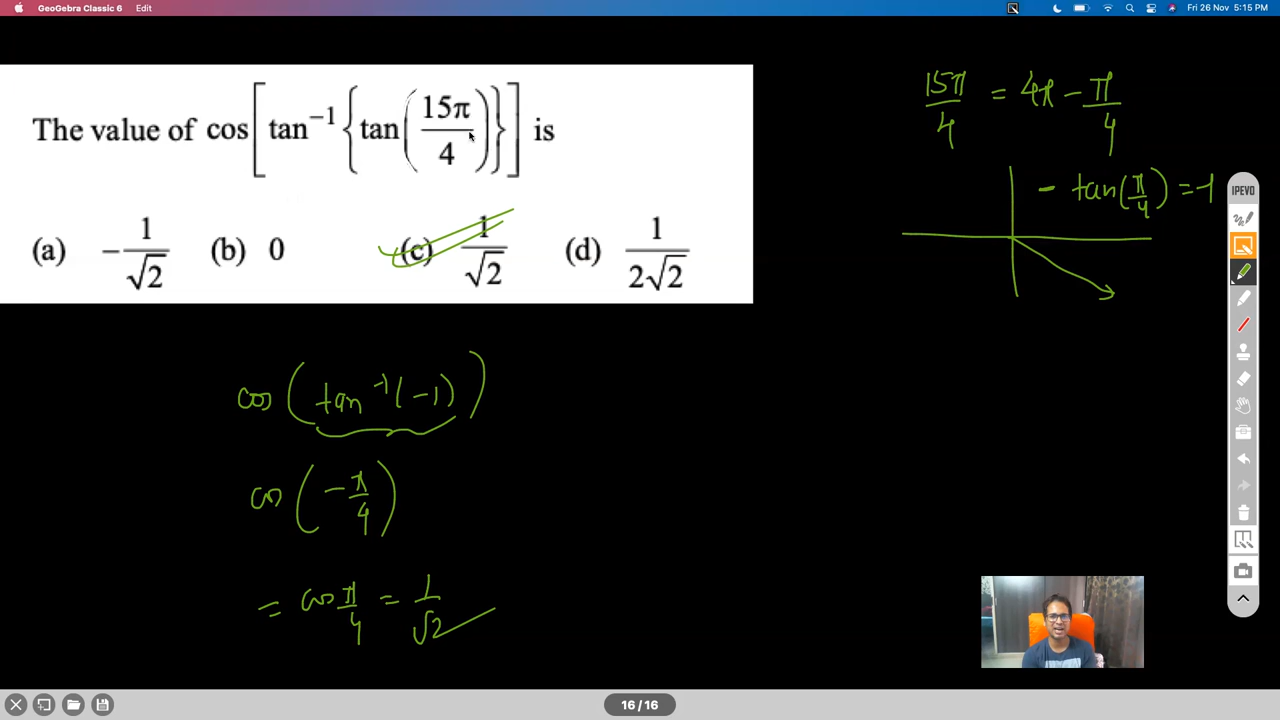 GeoGebra Classic 6 Edit Fri 26 Nov 5:15 PM
The value of cos[tan⁻¹{tan(15π/4)}] is
(a) −1/√2 (b) 0 (c) 1/√2 (d) 1/2√2
15π/4 = 4π − π/4
− tan(π/4) = −1
cos(tan⁻¹(−1))
cos(−π/4)
= cos π/4 = 1/√2
IPEVO
16 / 16